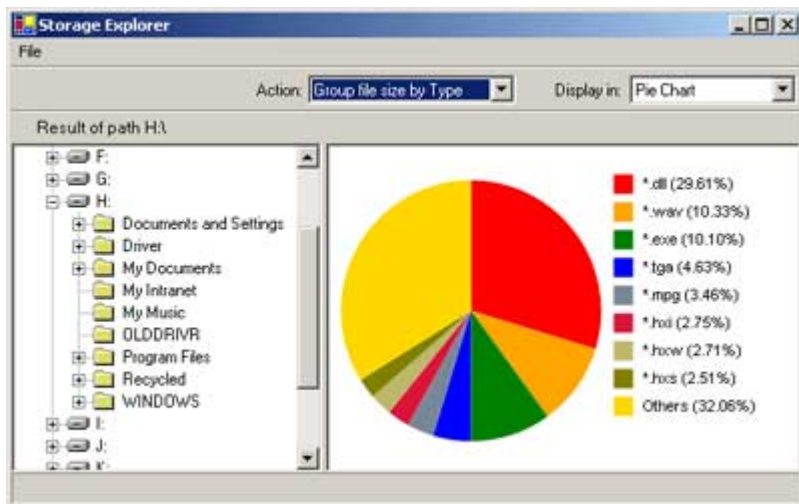 Storage Explorer
File
Action: Group file size by Type Display in: Pie Chart
Result of path H:\
F:
G:
H:
Documents and Settings
Driver
My Documents
My Intranet
My Music
OLDDRIVR
Program Files
Recycled
WINDOWS
I:
J:
K:
*.dll (29.61%)
*.wav (10.33%)
*.exe (10.10%)
*.tga (4.63%)
*.mpg (3.46%)
*.hxi (2.75%)
*.hxw (2.71%)
*.hxs (2.51%)
Others (32.06%)